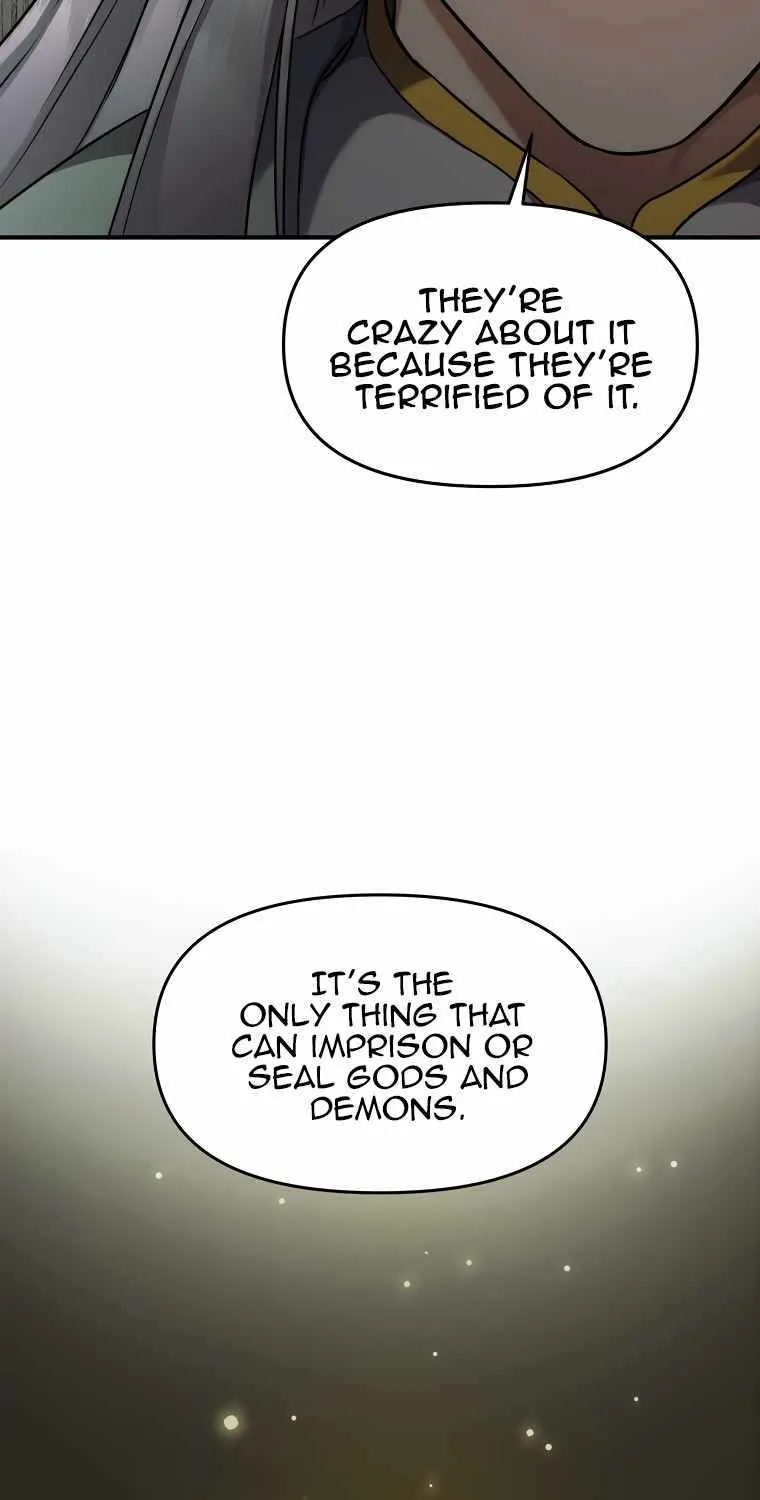 THEY'RE
CRAZY ABOUT IT
BECAUSE THEY'RE
TERRIFIED OF IT.
IT'S THE
ONLY THING THAT
CAN IMPRISON OR
SEAL GODS AND
DEMONS.